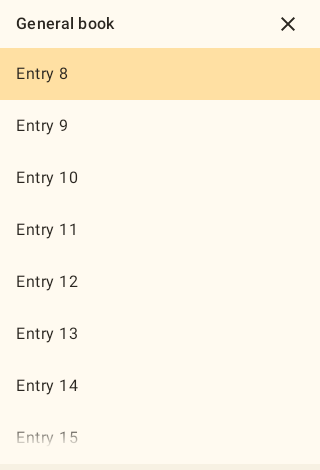 General book
Entry 8
Entry 9
Entry 10
Entry 11
Entry 12
Entry 13
Entry 14
Entry 15